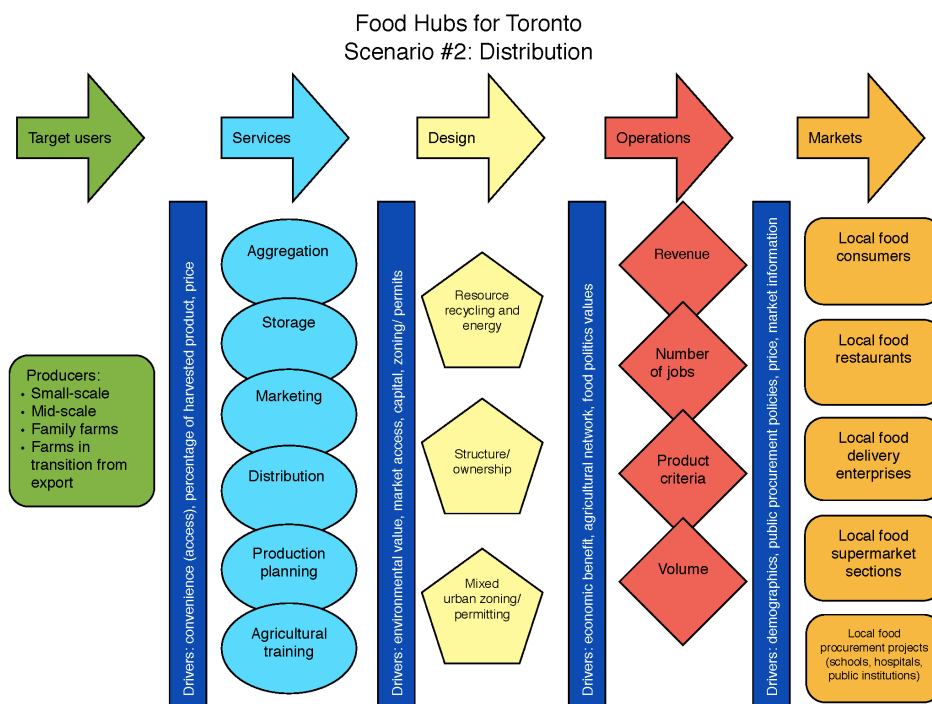 Food Hubs for Toronto
Scenario #2: Distribution
Target users
Services
Design
Operations
Markets
Producers:
• Small-scale
• Mid-scale
• Family farms
• Farms in
transition from
export
Drivers: convenience (access), percentage of harvested product, price
Aggregation
Storage
Marketing
Distribution
Production
planning
Agricultural
training
Drivers: environmental value, market access, capital, zoning/ permits
Resource
recycling and
energy
Structure/
ownership
Mixed
urban zoning/
permitting
Drivers: economic benefit, agricultural network, food politics values
Revenue
Number
of jobs
Product
criteria
Volume
Drivers: demographics, public procurement policies, price, market information
Local food
consumers
Local food
restaurants
Local food
delivery
enterprises
Local food
supermarket
sections
Local food
procurement projects
(schools, hospitals,
public institutions)